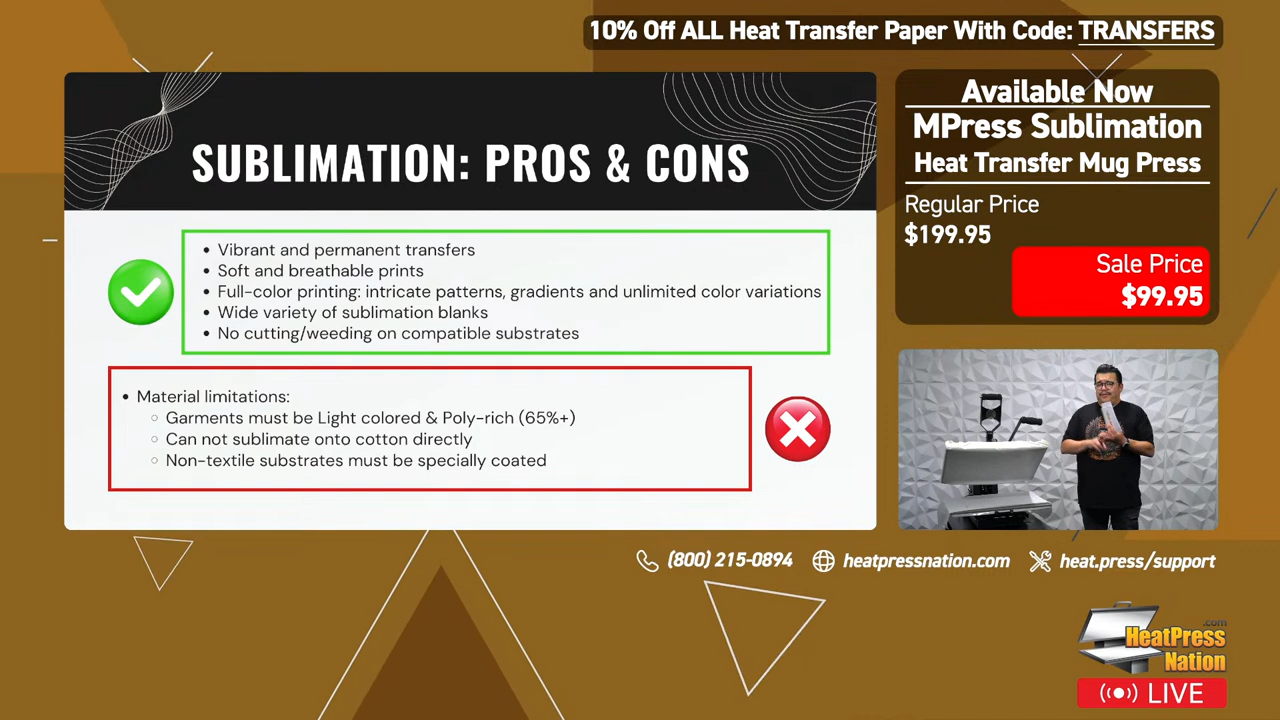 10% Off ALL Heat Transfer Paper With Code: TRANSFERS
SUBLIMATION: PROS & CONS
• Vibrant and permanent transfers
• Soft and breathable prints
• Full-color printing: intricate patterns, gradients and unlimited color variations
• Wide variety of sublimation blanks
• No cutting/weeding on compatible substrates
• Material limitations:
○ Garments must be Light colored & Poly-rich (65%+)
○ Can not sublimate onto cotton directly
○ Non-textile substrates must be specially coated
Available Now
MPress Sublimation
Heat Transfer Mug Press
Regular Price
$199.95
Sale Price
$99.95
(800) 215-0894
heatpressnation.com
heat.press/support
.com
HeatPress
Nation
LIVE